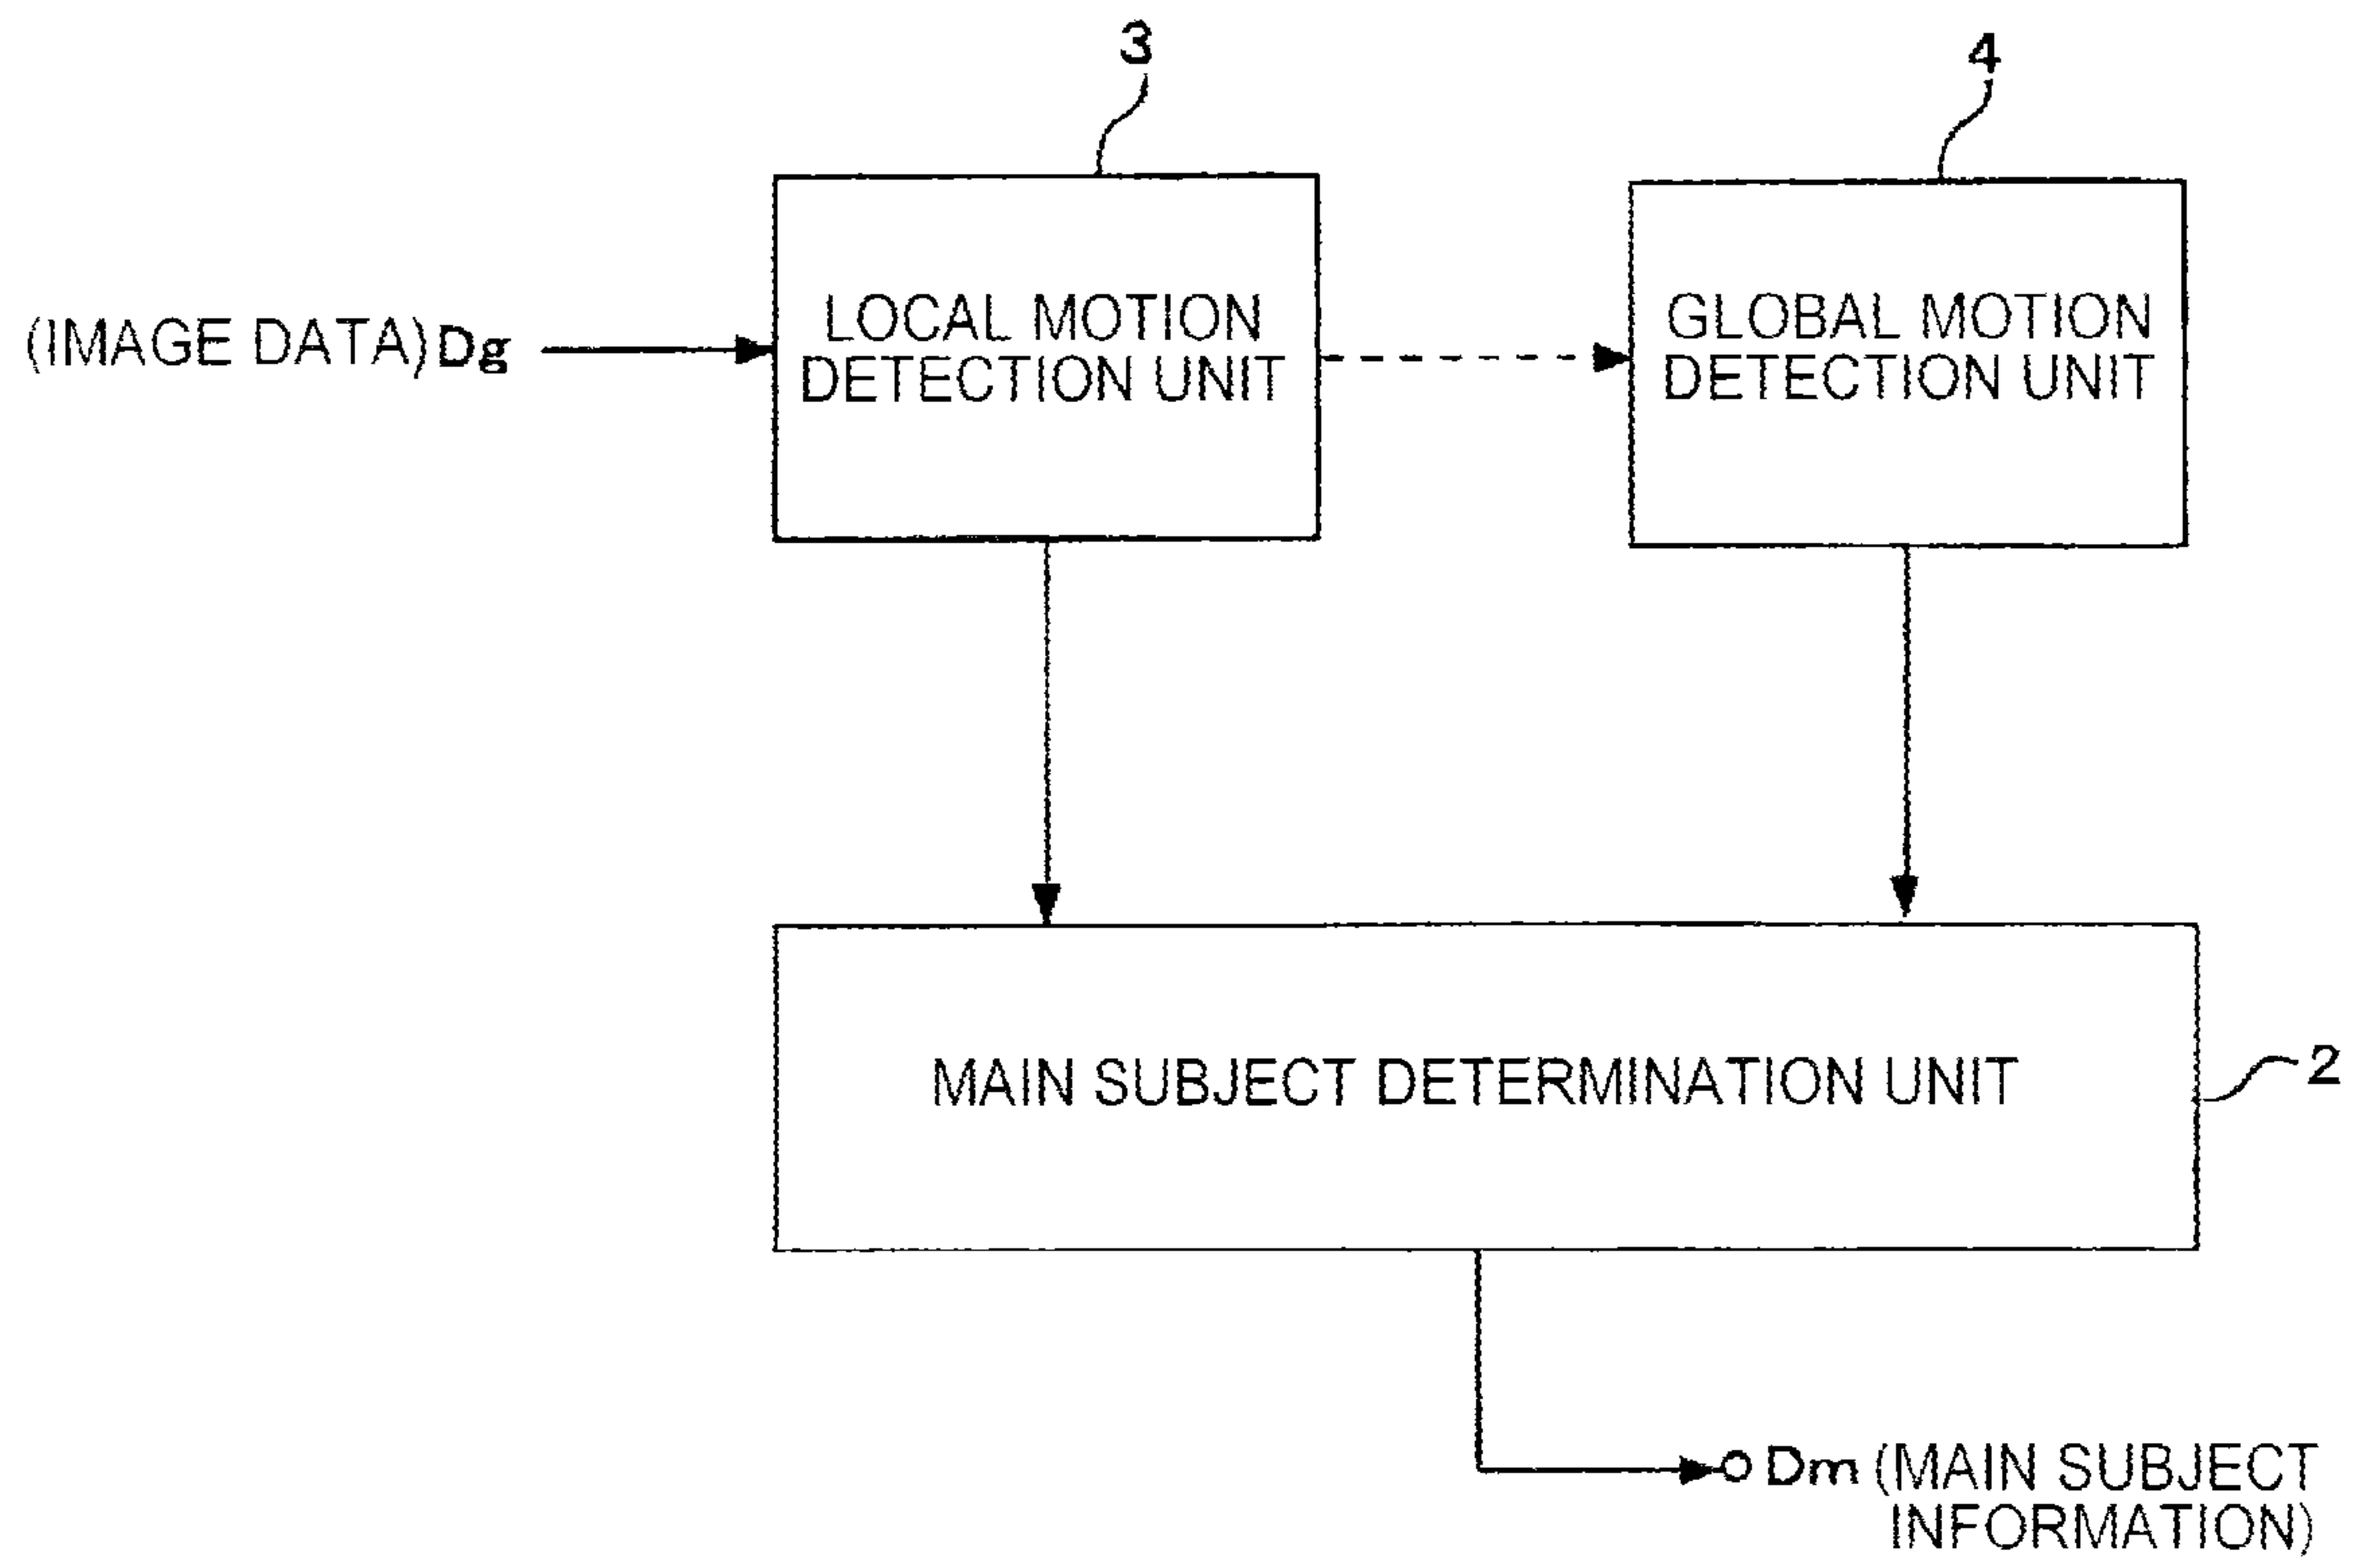 3
4
(IMAGE DATA) Dg
LOCAL MOTION
DETECTION UNIT
GLOBAL MOTION
DETECTION UNIT
MAIN SUBJECT DETERMINATION UNIT
2
Dm (MAIN SUBJECT
INFORMATION)